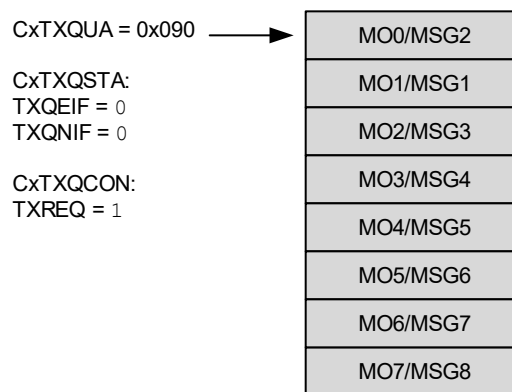 CxTXQUA = 0x090
CxTXQSTA:
TXQEIF = 0
TXQNIF = 0
CxTXQCON:
TXREQ = 1
MO0/MSG2
MO1/MSG1
MO2/MSG3
MO3/MSG4
MO4/MSG5
MO5/MSG6
MO6/MSG7
MO7/MSG8